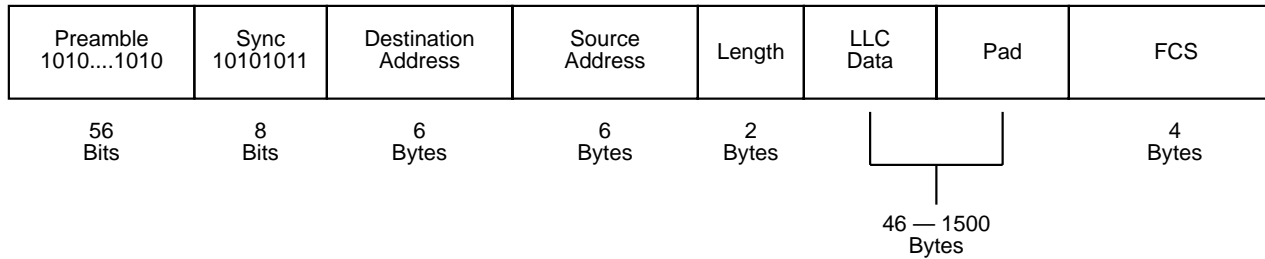 Preamble
1010....1010
Sync
10101011
Destination
Address
Source
Address
Length
LLC
Data
Pad
FCS
56
Bits
8
Bits
6
Bytes
6
Bytes
2
Bytes
4
Bytes
46 — 1500
Bytes